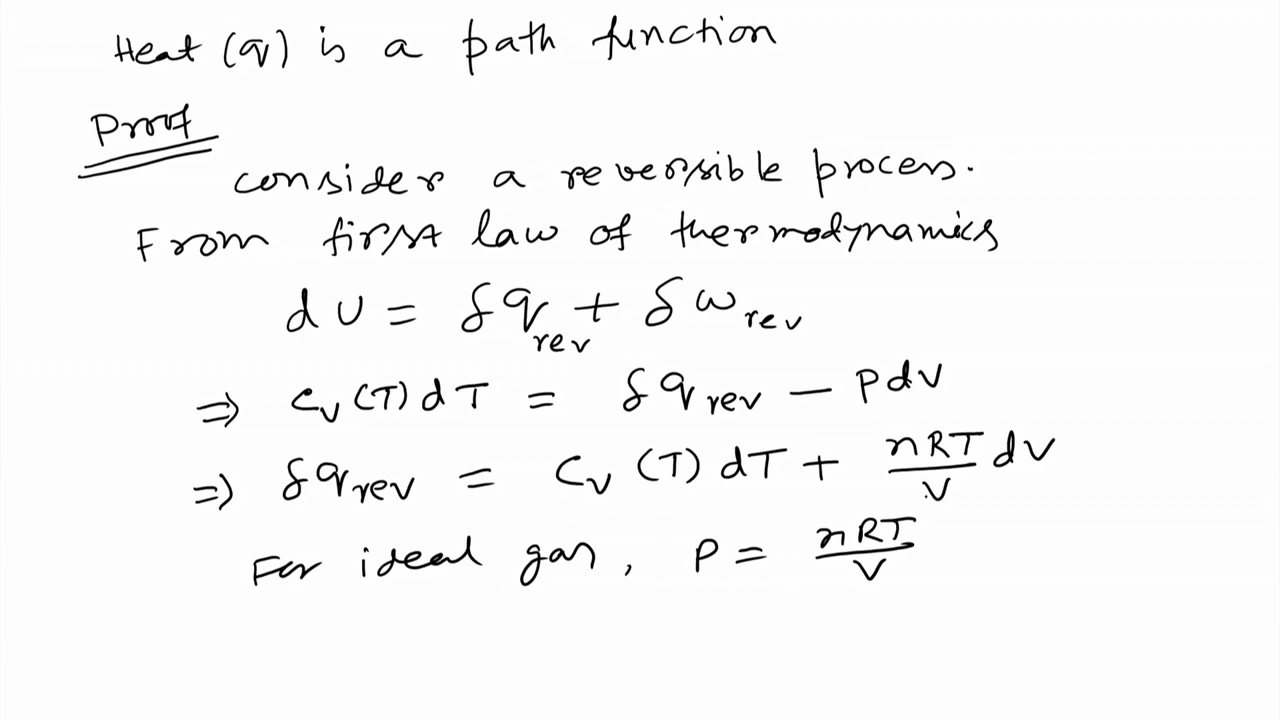 Heat (q) is a path function
Proof
consider a reversible process.
From first law of thermodynamics
dU = δq_rev + δω_rev
⇒ C_v(T)dT = δq_rev − PdV
⇒ δq_rev = C_v(T)dT + nRT/V dV
For ideal gas, P = nRT/V